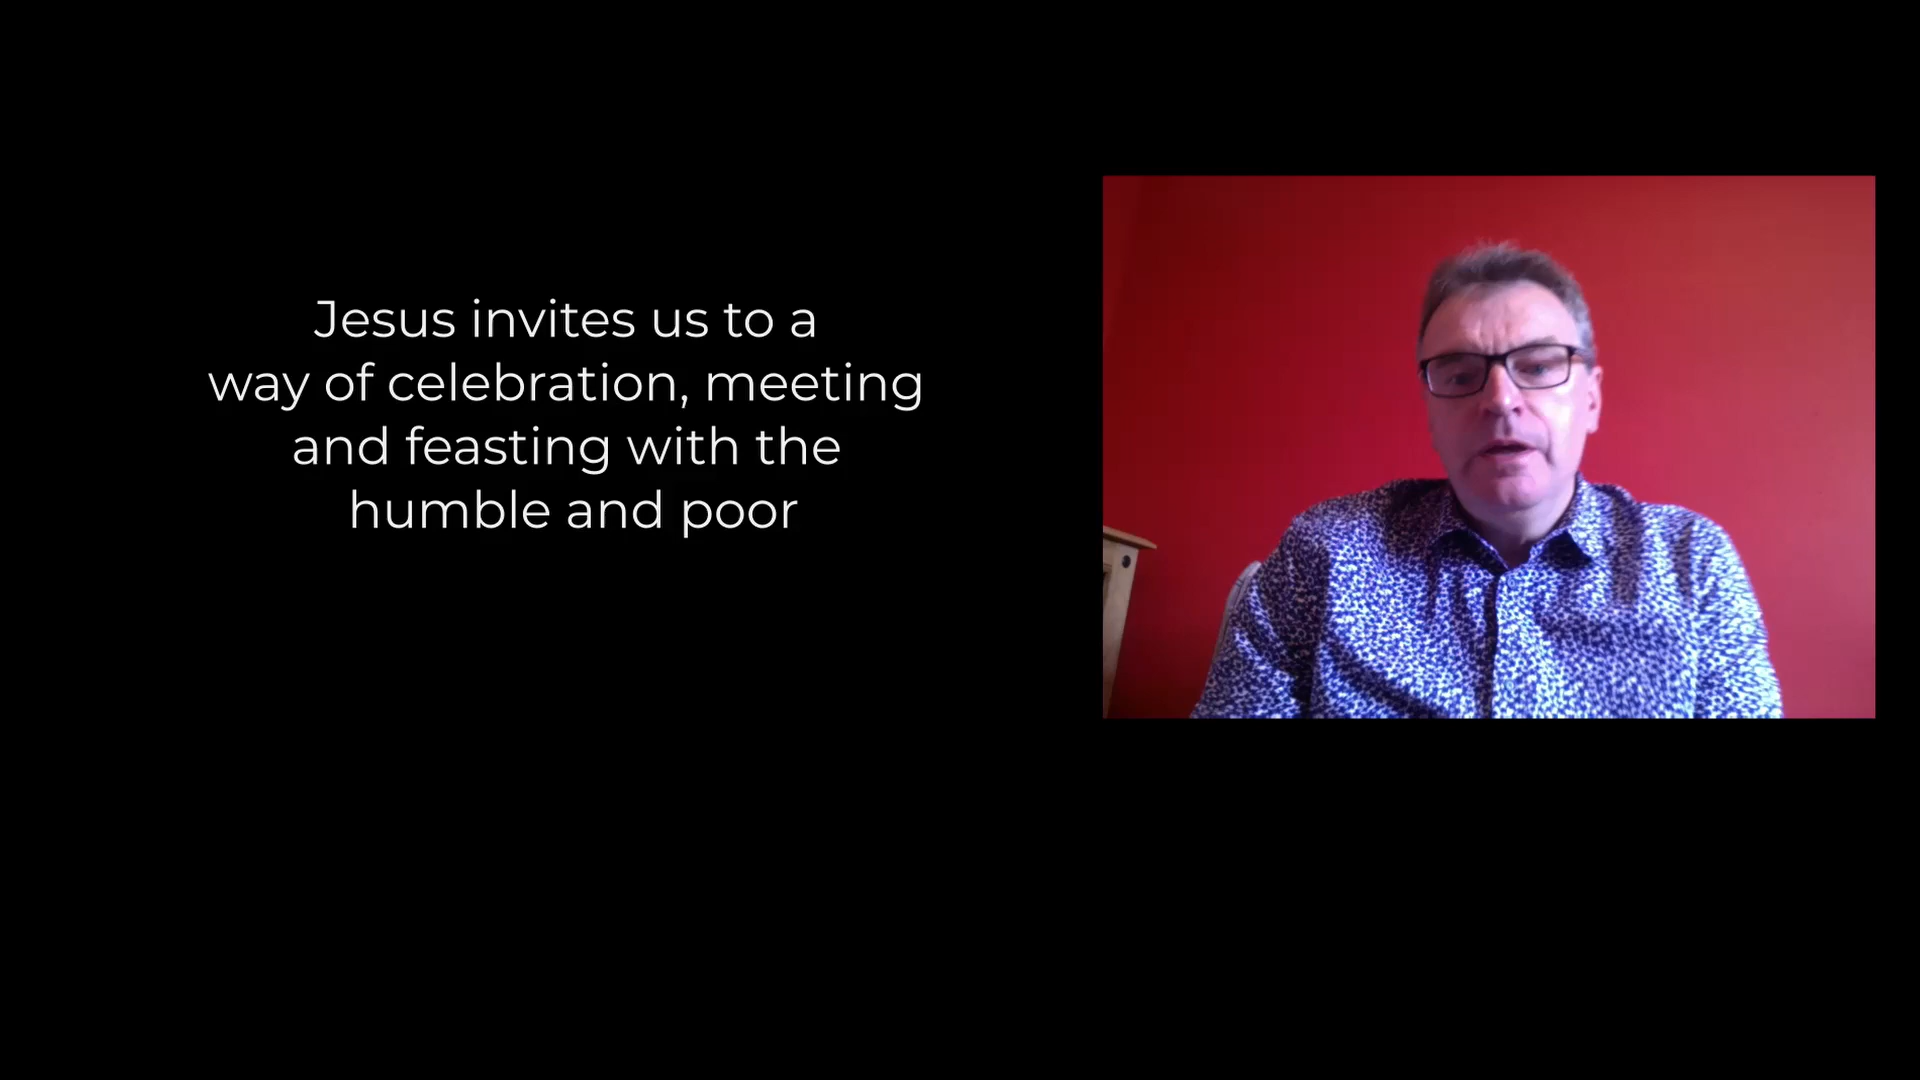 Jesus invites us to a
way of celebration, meeting
and feasting with the
humble and poor